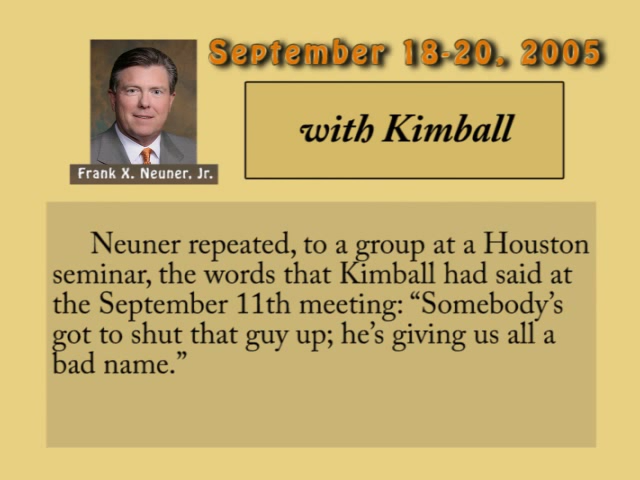 September 18-20, 2005
with Kimball
Frank X. Neuner, Jr.
Neuner repeated, to a group at a Houston
seminar, the words that Kimball had said at
the September 11th meeting: “Somebody’s
got to shut that guy up; he’s giving us all a
bad name.”